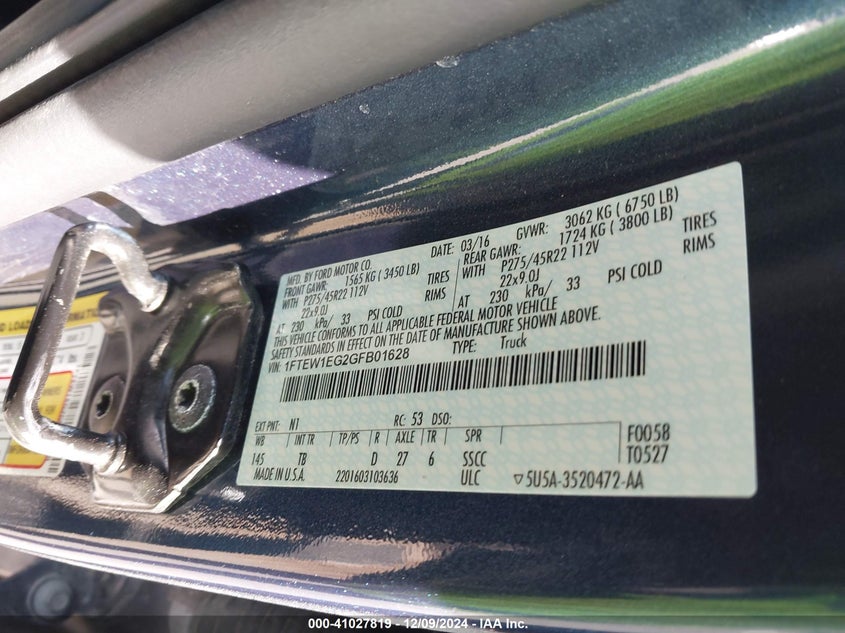 MFD. BY FORD MOTOR CO.
DATE: 03/16 GVWR: 3062 KG ( 6750 LB)
FRONT GAWR: 1565 KG ( 3450 LB) REAR GAWR: 1724 KG ( 3800 LB)
WITH P275/45R22 112V TIRES WITH P275/45R22 112V TIRES
22x9.0J RIMS 22x9.0J RIMS
AT 230 kPa/ 33 PSI COLD AT 230 kPa/ 33 PSI COLD
THIS VEHICLE CONFORMS TO ALL APPLICABLE FEDERAL MOTOR VEHICLE
SAFETY STANDARDS IN EFFECT ON THE DATE OF MANUFACTURE SHOWN ABOVE.
VIN: 1FTEW1EG2GFB01628 TYPE: Truck
EXT PNT: N1 RC: 53 DSO:
WB INT TR TP/PS R AXLE TR SPR F0058
145 TB D 27 6 SSCC T0527
MADE IN U.S.A. 2201603103636 ULC ▽5U5A-3520472-AA
000-41027819 - 12/09/2024 - IAA Inc.